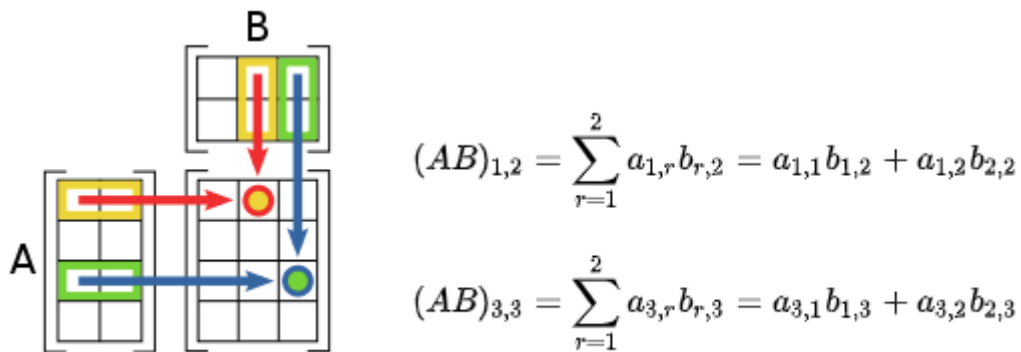 B
A
(AB)_{1,2} = \sum_{r=1}^{2} a_{1,r} b_{r,2} = a_{1,1} b_{1,2} + a_{1,2} b_{2,2}
(AB)_{3,3} = \sum_{r=1}^{2} a_{3,r} b_{r,3} = a_{3,1} b_{1,3} + a_{3,2} b_{2,3}